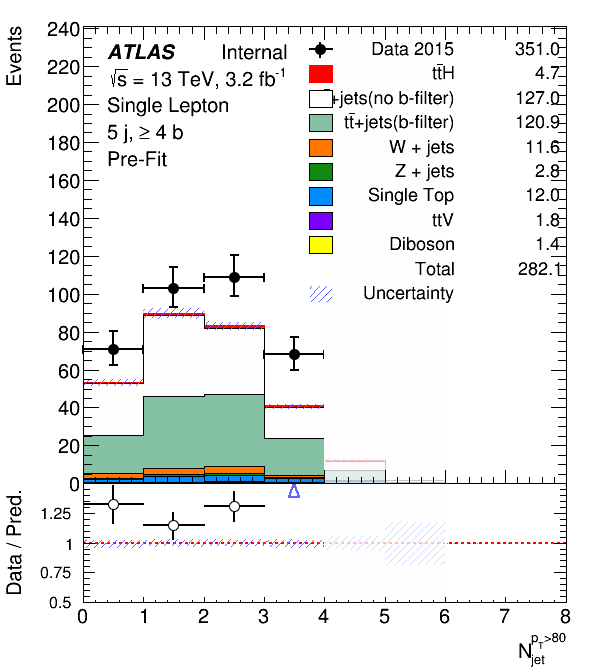 Events
240
220
200
180
160
140
120
100
80
60
40
20
0
ATLAS Internal
√s = 13 TeV, 3.2 fb⁻¹
Single Lepton
5 j, ≥ 4 b
Pre-Fit
Data 2015 351.0
tt̄H 4.7
+jets(no b-filter) 127.0
tt̄+jets(b-filter) 120.9
W + jets 11.6
Z + jets 2.8
Single Top 12.0
ttV 1.8
Diboson 1.4
Total 282.1
Uncertainty
Data / Pred.
1.25
1
0.75
0.5
0 1 2 3 4 5 6 7 8
N_jet^{p_T>80}